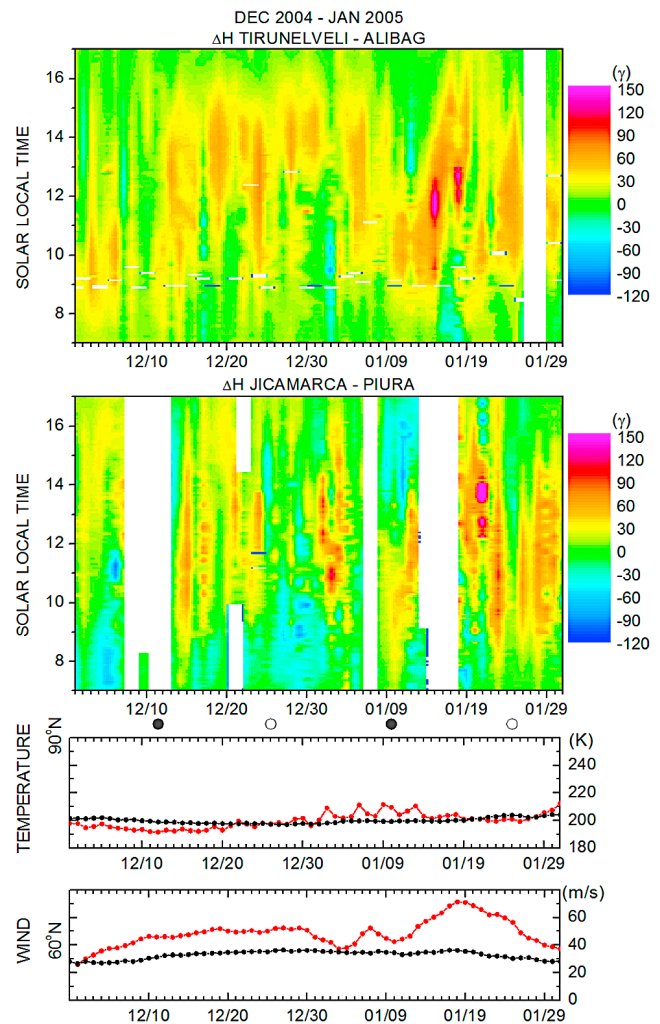 DEC 2004 - JAN 2005
ΔH TIRUNELVELI - ALIBAG
(γ)
16
14
12
10
8
SOLAR LOCAL TIME
150
120
90
60
30
0
-30
-60
-90
-120
12/10 12/20 12/30 01/09 01/19 01/29
ΔH JICAMARCA - PIURA
(γ)
16
14
12
10
8
SOLAR LOCAL TIME
150
120
90
60
30
0
-30
-60
-90
-120
12/10 12/20 12/30 01/09 01/19 01/29
TEMPERATURE
90°N
(K)
240
220
200
180
12/10 12/20 12/30 01/09 01/19 01/29
WIND
60°N
(m/s)
60
40
20
0
12/10 12/20 12/30 01/09 01/19 01/29